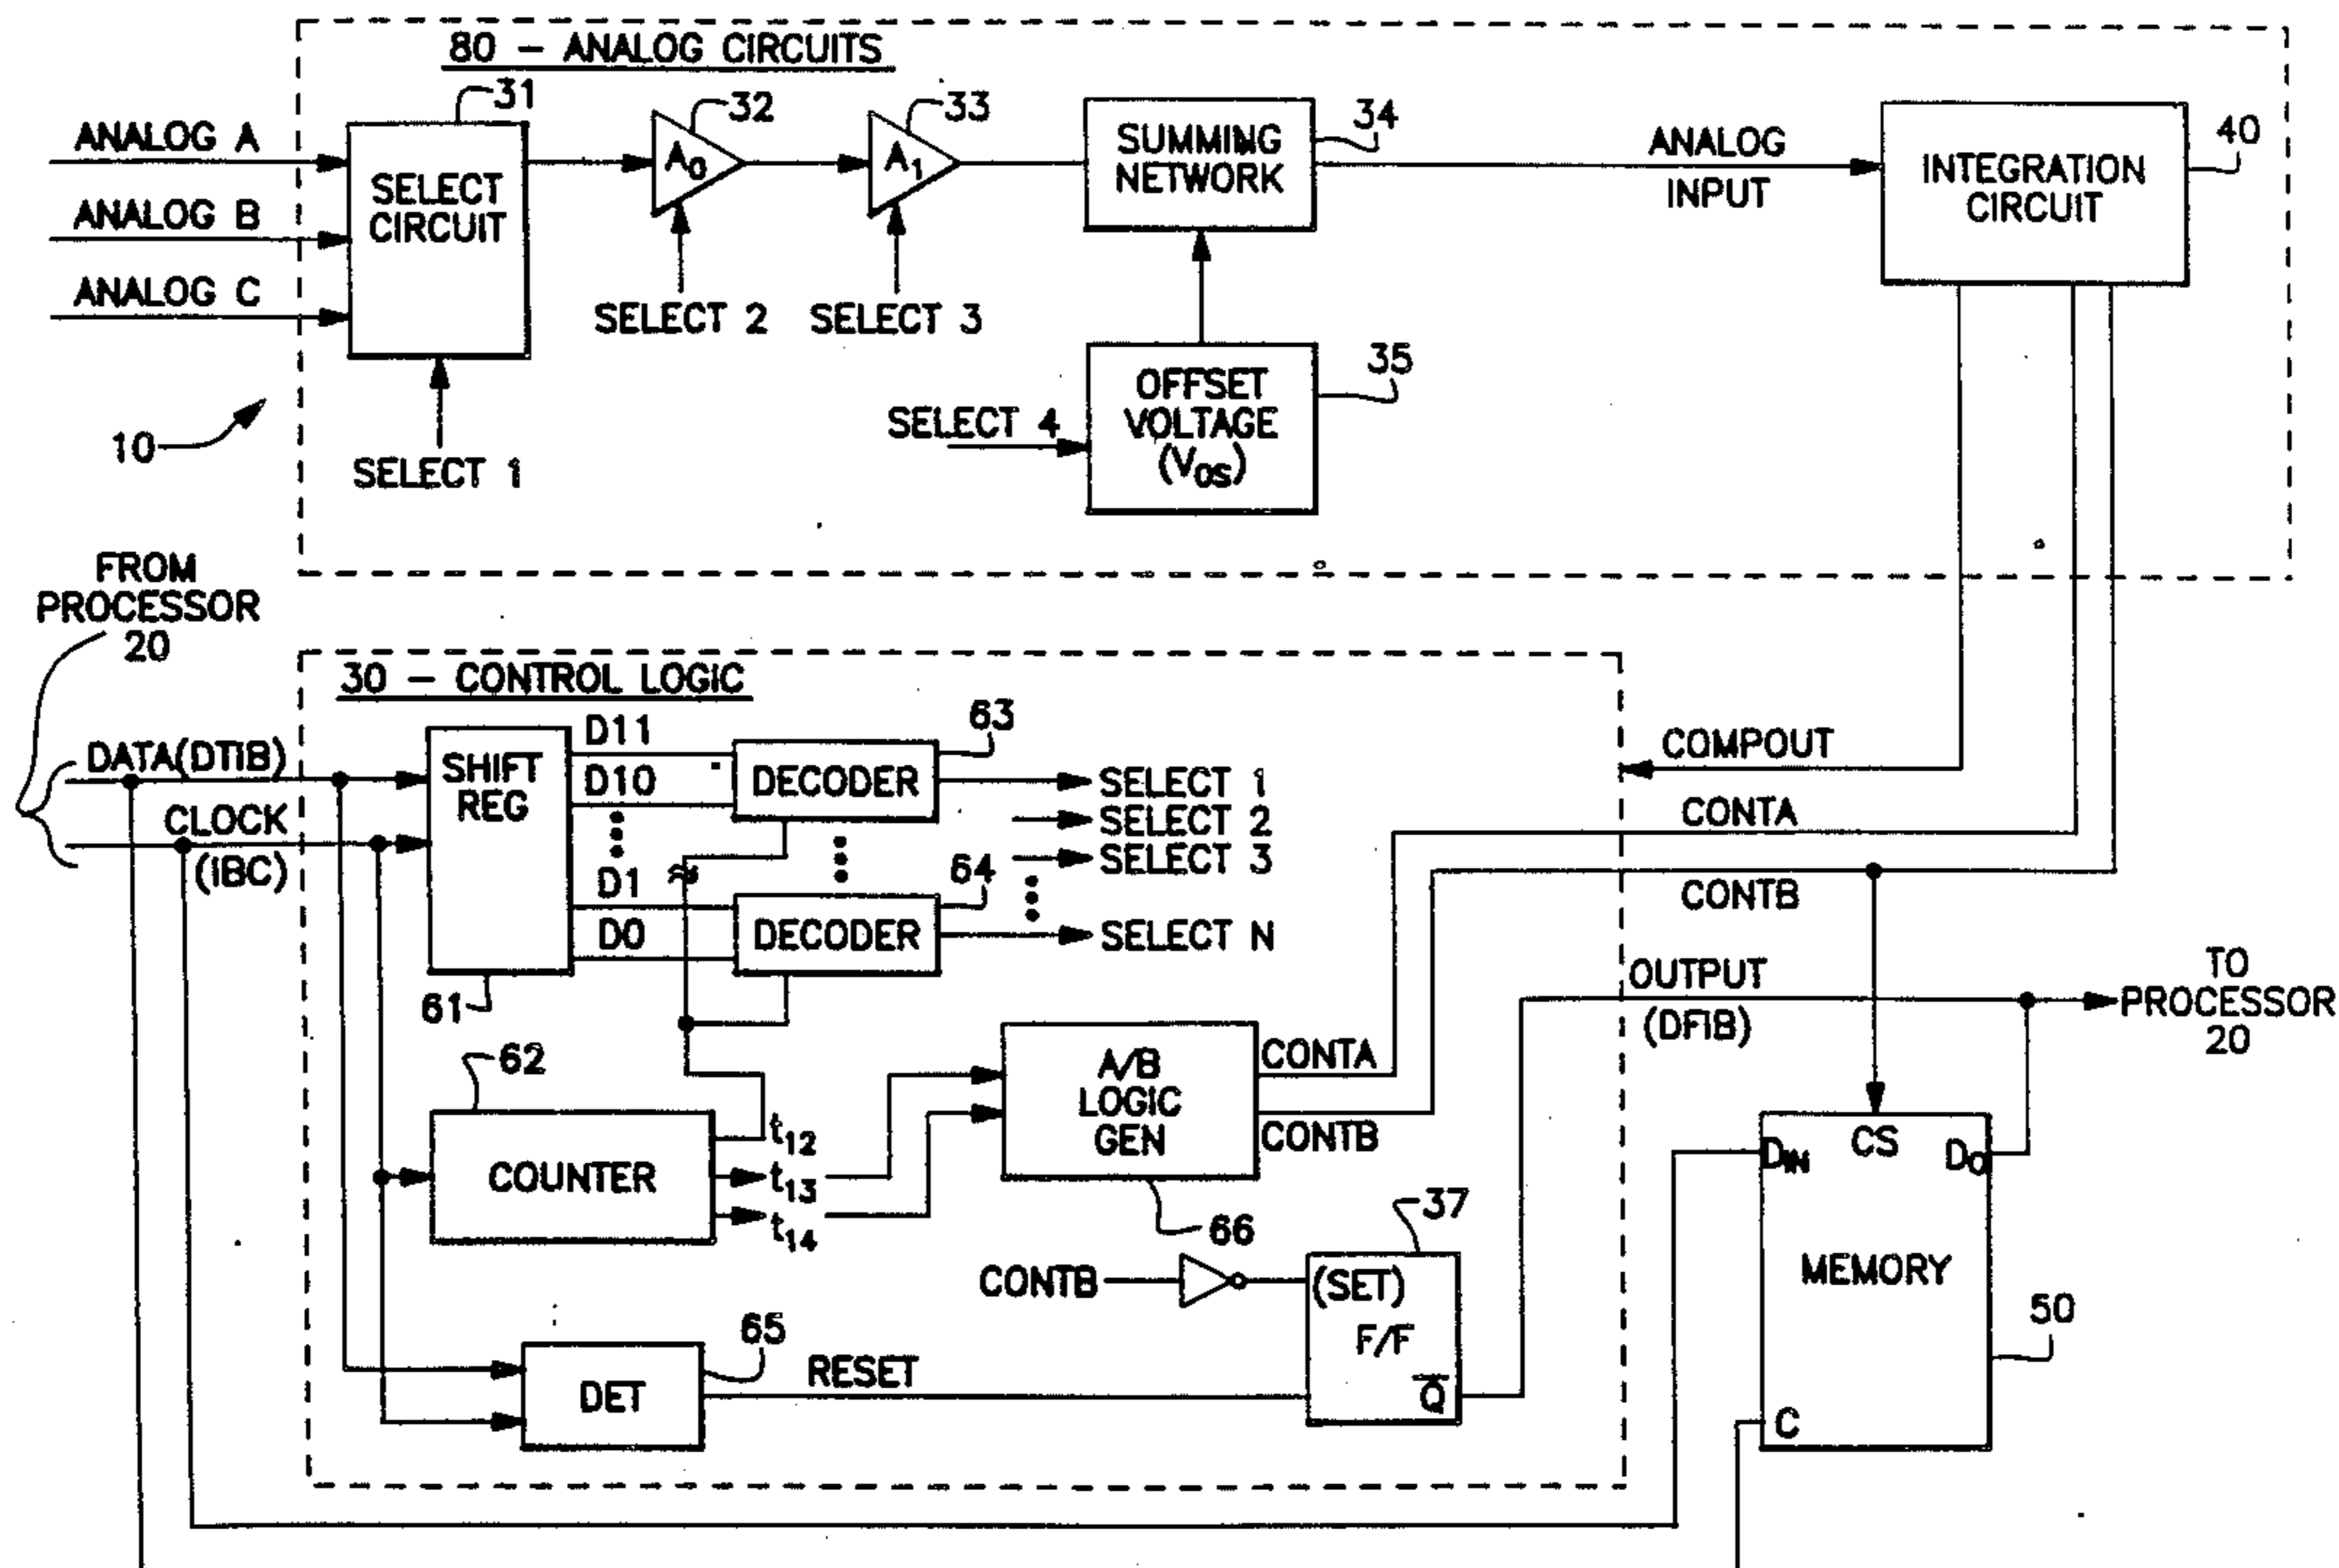 80 - ANALOG CIRCUITS
31
32
33
34
40
ANALOG A
ANALOG B
ANALOG C
SELECT
CIRCUIT
A0
A1
SUMMING
NETWORK
ANALOG
INPUT
INTEGRATION
CIRCUIT
SELECT 2
SELECT 3
35
OFFSET
VOLTAGE
(VOS)
SELECT 4
10
SELECT 1
FROM
PROCESSOR
20
30 - CONTROL LOGIC
DATA(DTIB)
CLOCK
(IBC)
SHIFT
REG
D11
D10
D1
D0
61
63
DECODER
64
DECODER
SELECT 1
SELECT 2
SELECT 3
SELECT N
COMPOUT
CONTA
CONTB
OUTPUT
(DFIB)
TO
PROCESSOR
20
62
COUNTER
t12
t13
t14
A/B
LOGIC
GEN
CONTA
CONTB
66
37
CONTB
(SET)
F/F
Q̅
65
DET
RESET
DIN
CS
DO
MEMORY
50
C